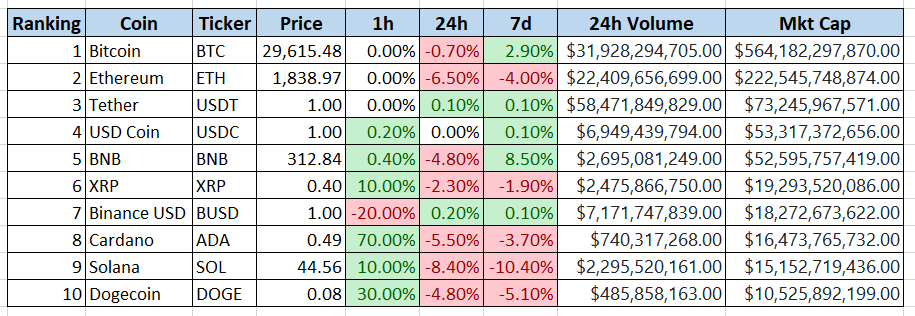 Ranking Coin Ticker Price 1h 24h 7d 24h Volume Mkt Cap
1 Bitcoin BTC 29,615.48 0.00% -0.70% 2.90% $31,928,294,705.00 $564,182,297,870.00
2 Ethereum ETH 1,838.97 0.00% -6.50% -4.00% $22,409,656,699.00 $222,545,748,874.00
3 Tether USDT 1.00 0.00% 0.10% 0.10% $58,471,849,829.00 $73,245,967,571.00
4 USD Coin USDC 1.00 0.20% 0.00% 0.10% $6,949,439,794.00 $53,317,372,656.00
5 BNB BNB 312.84 0.40% -4.80% 8.50% $2,695,081,249.00 $52,595,757,419.00
6 XRP XRP 0.40 10.00% -2.30% -1.90% $2,475,866,750.00 $19,293,520,086.00
7 Binance USD BUSD 1.00 -20.00% 0.20% 0.10% $7,171,747,839.00 $18,272,673,622.00
8 Cardano ADA 0.49 70.00% -5.50% -3.70% $740,317,268.00 $16,473,765,732.00
9 Solana SOL 44.56 10.00% -8.40% -10.40% $2,295,520,161.00 $15,152,719,436.00
10 Dogecoin DOGE 0.08 30.00% -4.80% -5.10% $485,858,163.00 $10,525,892,199.00